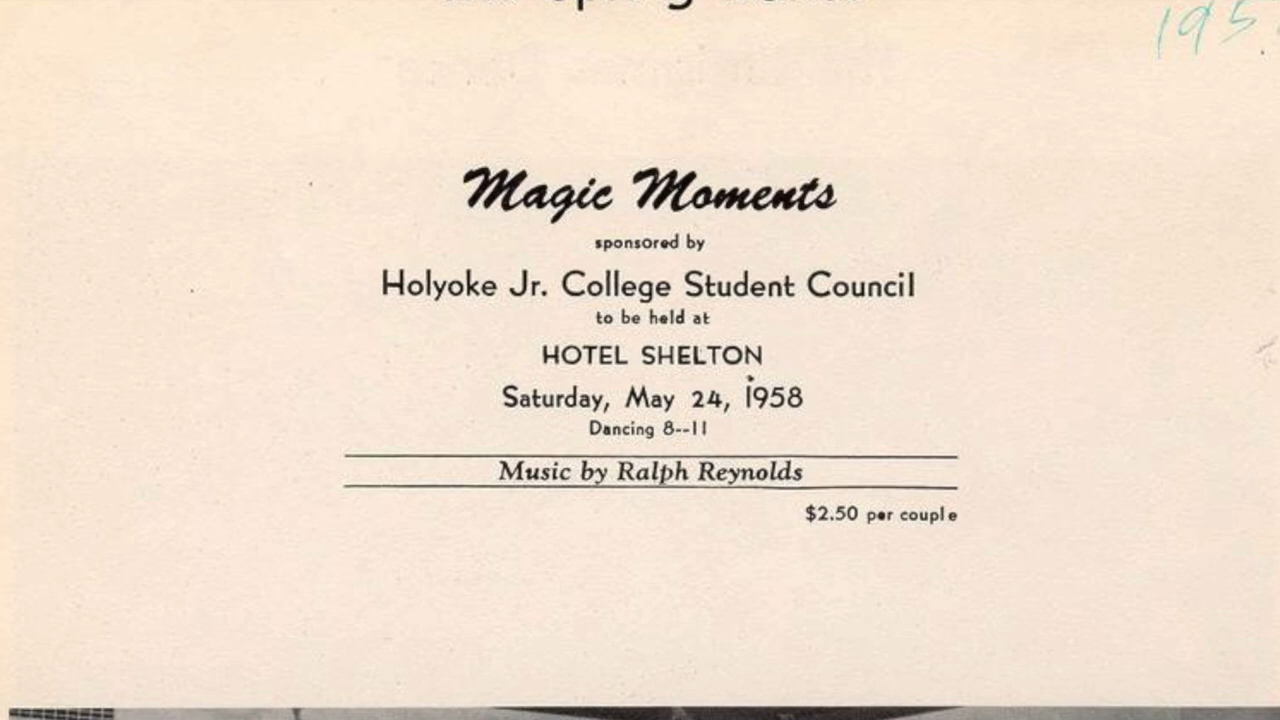 195
Magic Moments
sponsored by
Holyoke Jr. College Student Council
to be held at
HOTEL SHELTON
Saturday, May 24, 1958
Dancing 8--11
Music by Ralph Reynolds
$2.50 per couple